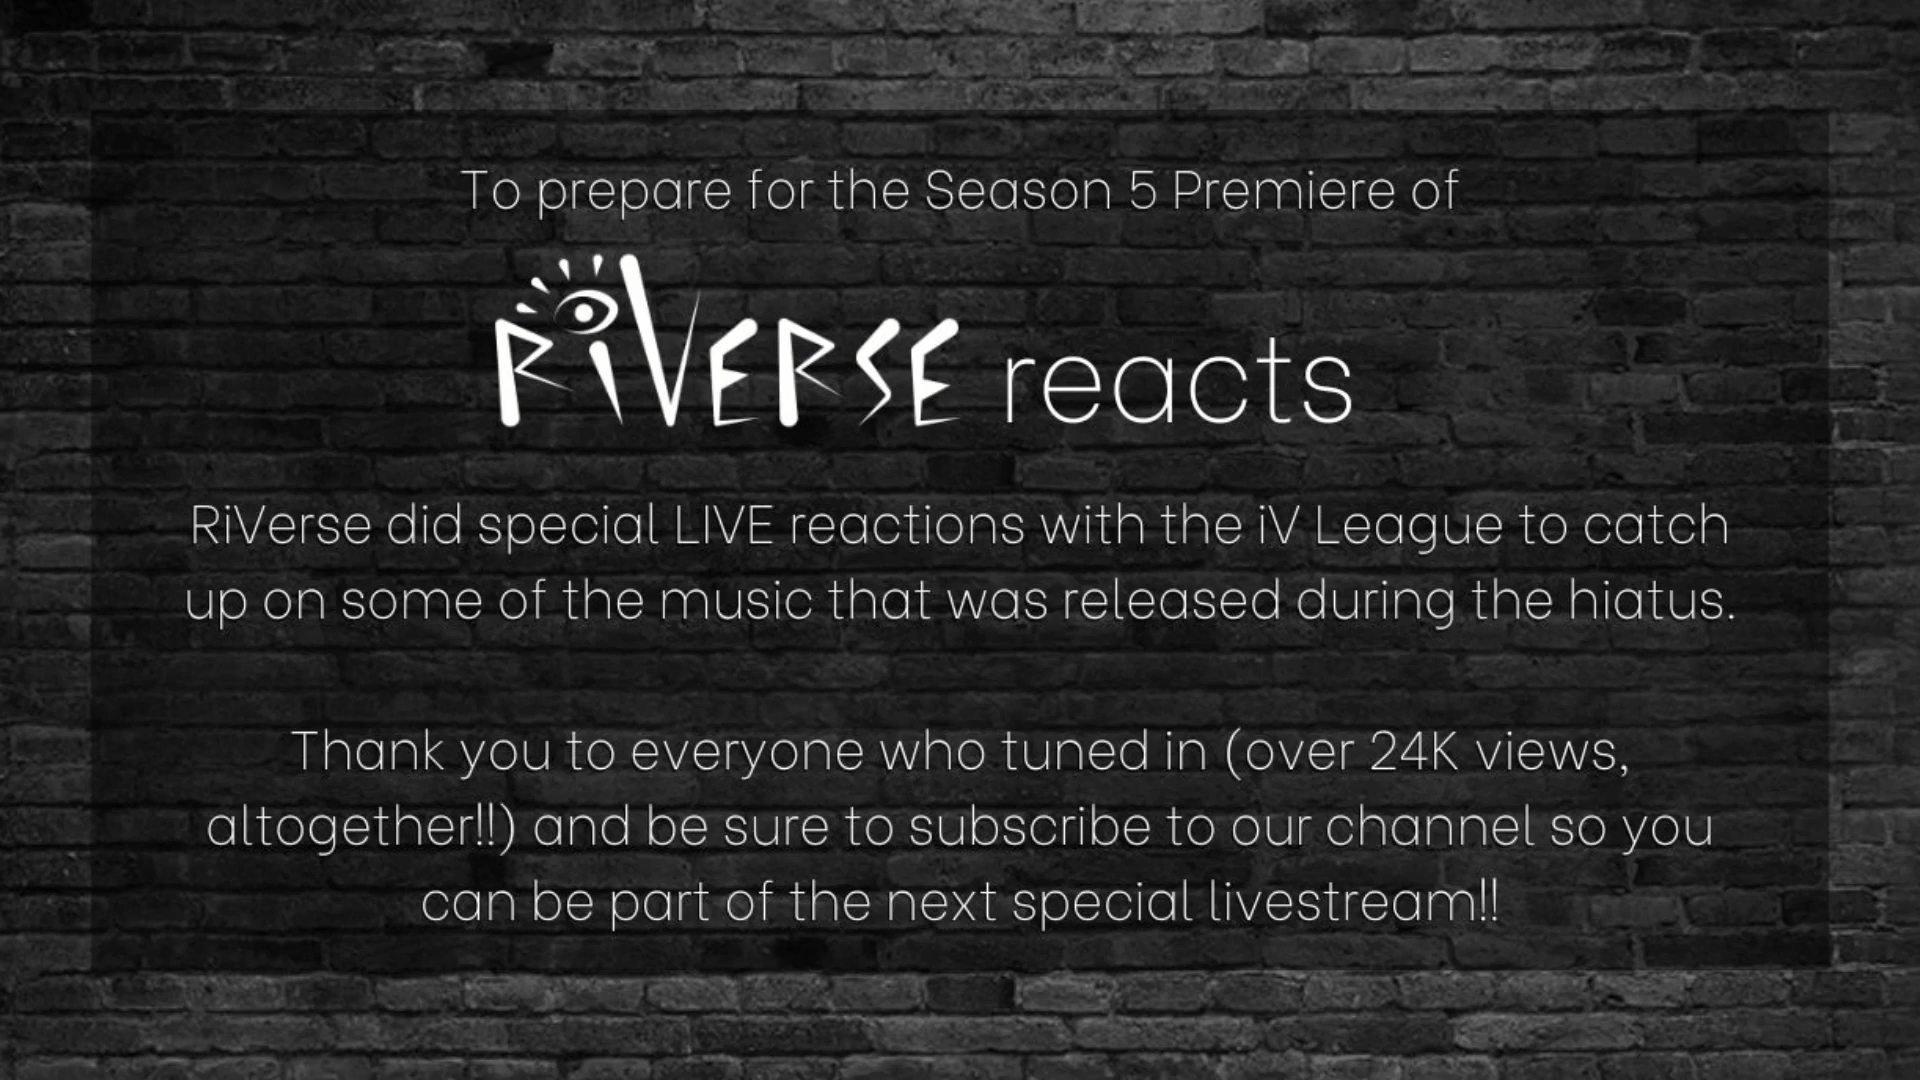 To prepare for the Season 5 Premiere of
RiVERSE reacts
RiVerse did special LIVE reactions with the iV League to catch
up on some of the music that was released during the hiatus.
Thank you to everyone who tuned in (over 24K views,
altogether!!) and be sure to subscribe to our channel so you
can be part of the next special livestream!!